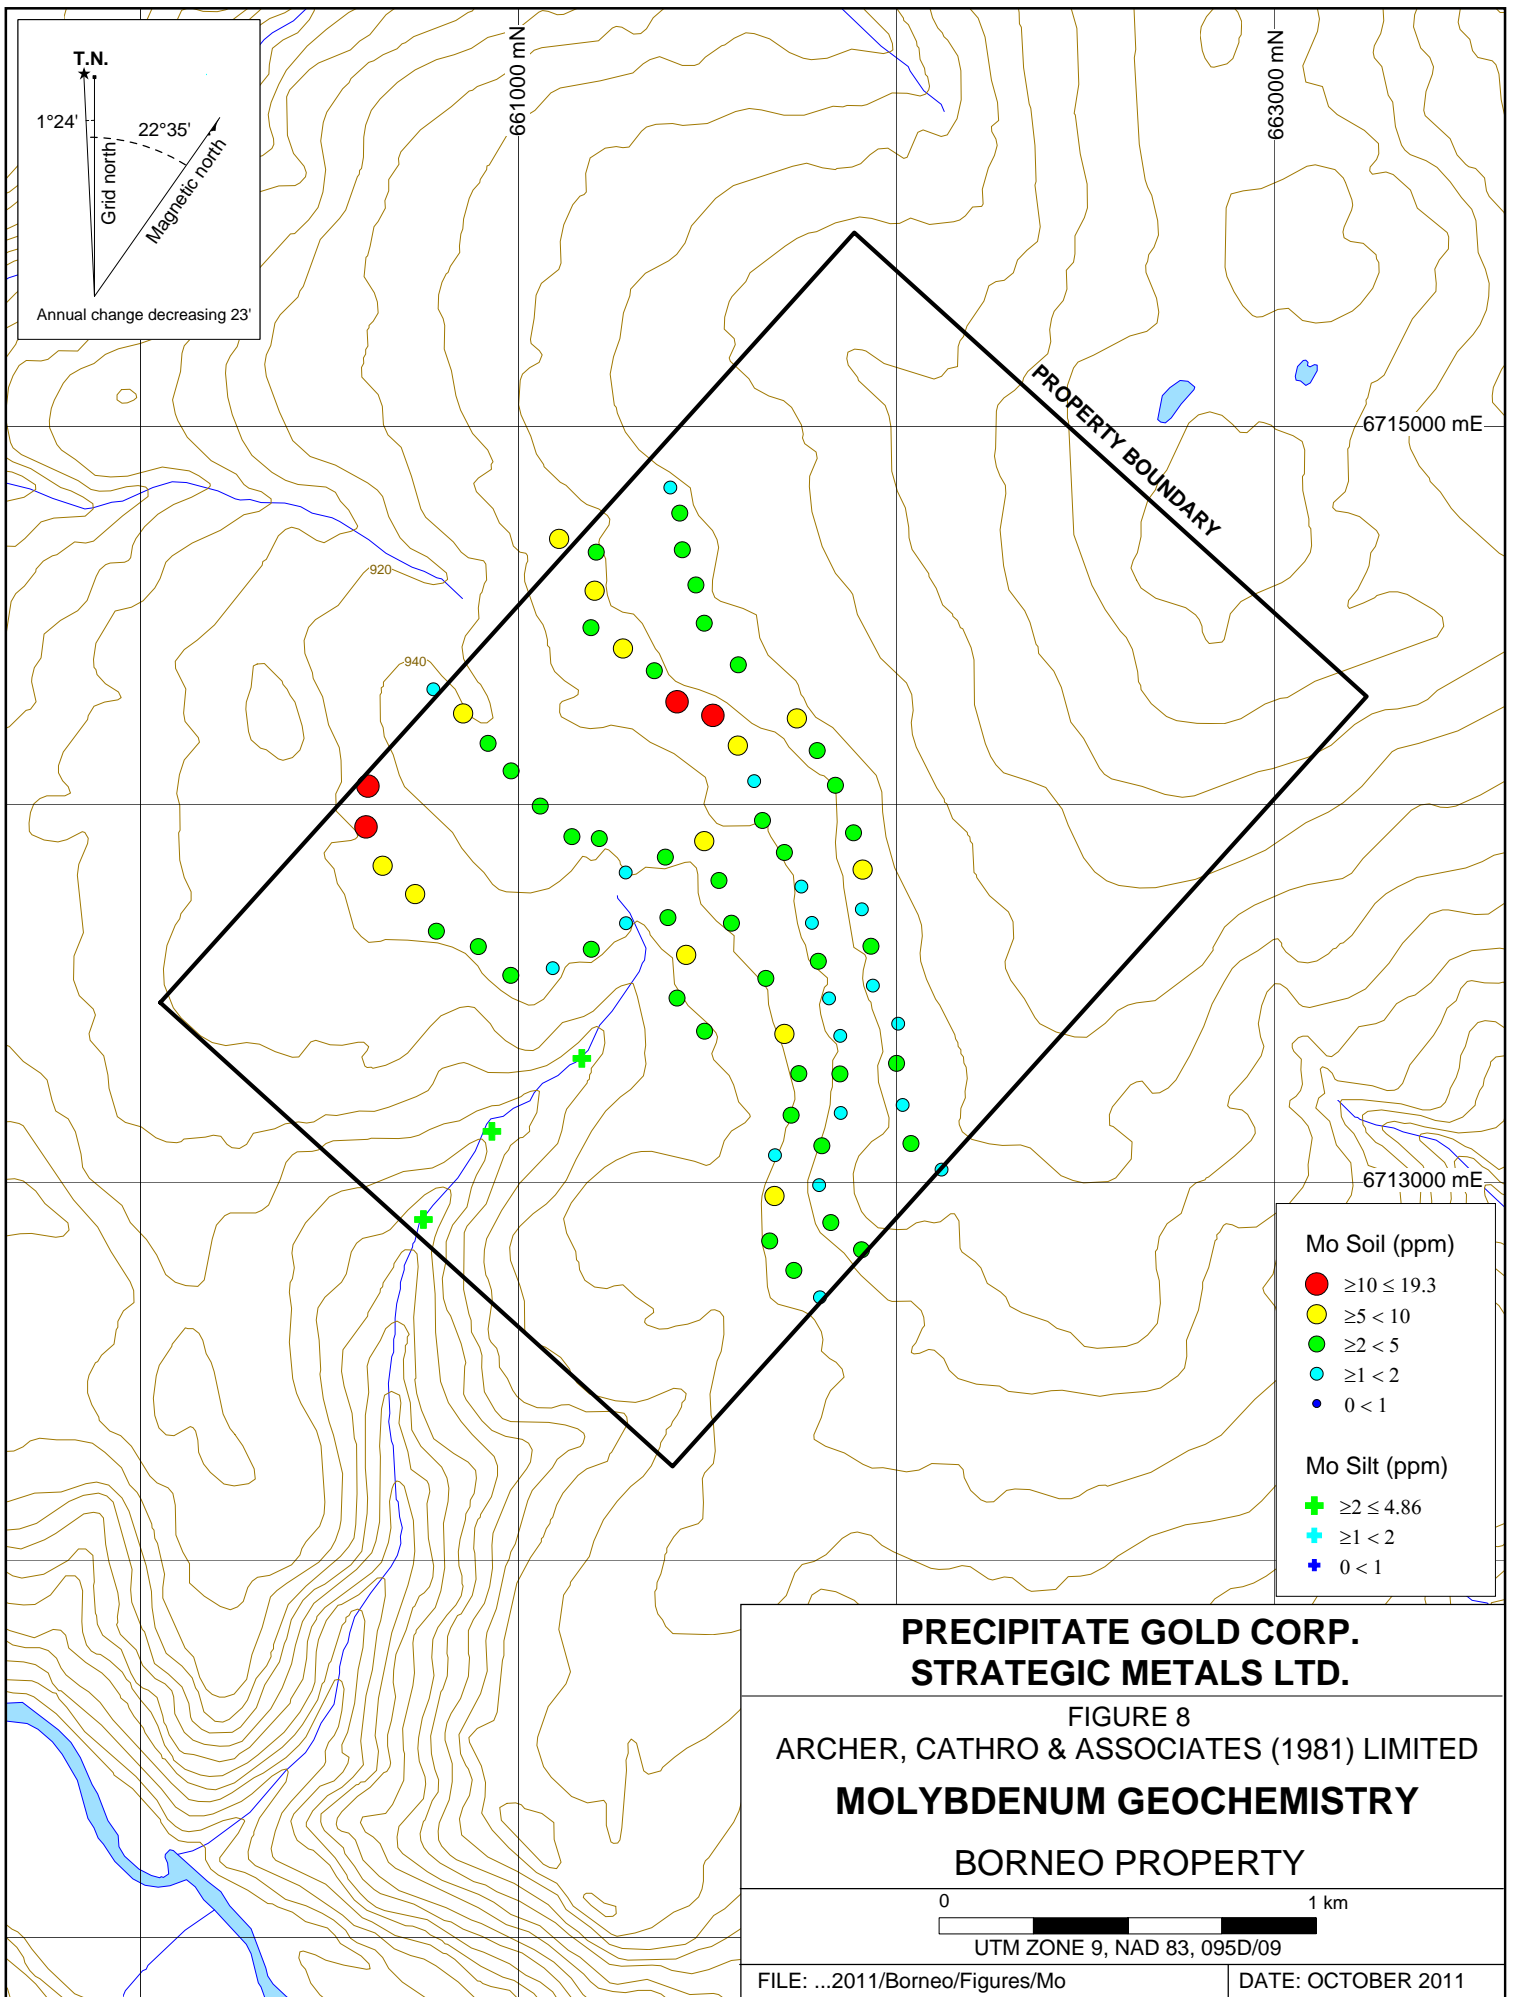 T.N.
1°24'
22°35'
Grid north
Magnetic north
Annual change decreasing 23'
661000 mN
663000 mN
PROPERTY BOUNDARY
6715000 mE
920
940
6713000 mE
Mo Soil (ppm)
≥10 ≤ 19.3
≥5 < 10
≥2 < 5
≥1 < 2
0 < 1
Mo Silt (ppm)
≥2 ≤ 4.86
≥1 < 2
0 < 1
PRECIPITATE GOLD CORP.
STRATEGIC METALS LTD.
FIGURE 8
ARCHER, CATHRO & ASSOCIATES (1981) LIMITED
MOLYBDENUM GEOCHEMISTRY
BORNEO PROPERTY
0 1 km
UTM ZONE 9, NAD 83, 095D/09
FILE: ...2011/Borneo/Figures/Mo
DATE: OCTOBER 2011